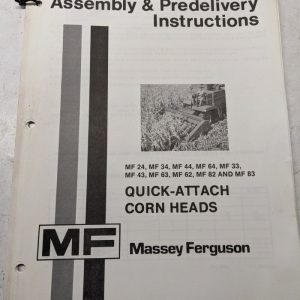 Assembly & Predelivery
Instructions
MF 24, MF 34, MF 44, MF 64, MF 33,
MF 43, MF 63, MF 62, MF 82 AND MF 83
QUICK-ATTACH
CORN HEADS
MF
Massey Ferguson